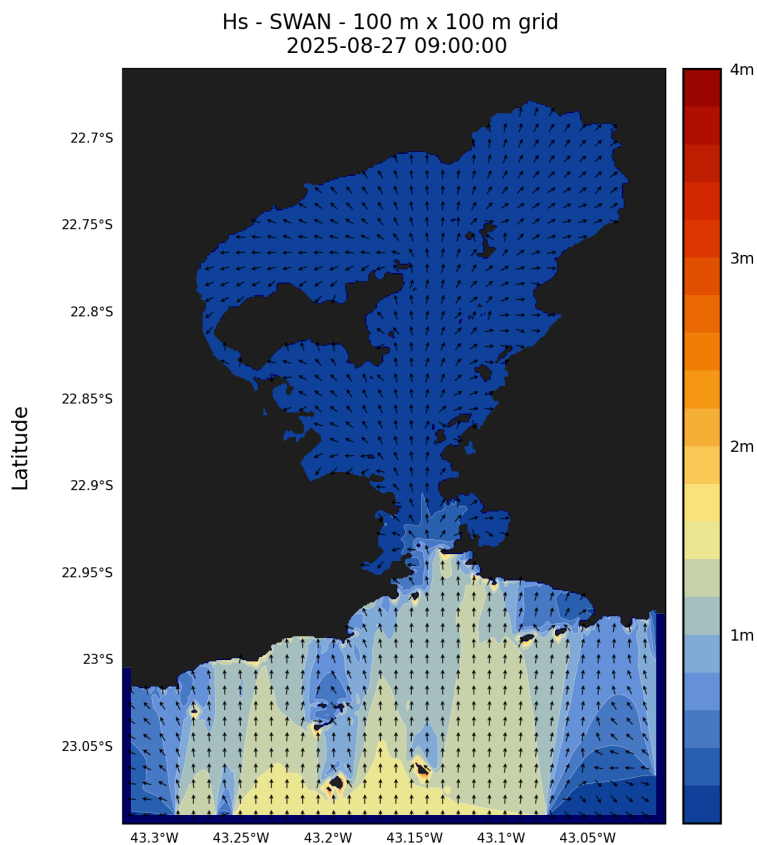 Hs - SWAN - 100 m x 100 m grid
2025-08-27 09:00:00
4m
3m
2m
1m
Latitude
22.7°S
22.75°S
22.8°S
22.85°S
22.9°S
22.95°S
23°S
23.05°S
43.3°W
43.25°W
43.2°W
43.15°W
43.1°W
43.05°W